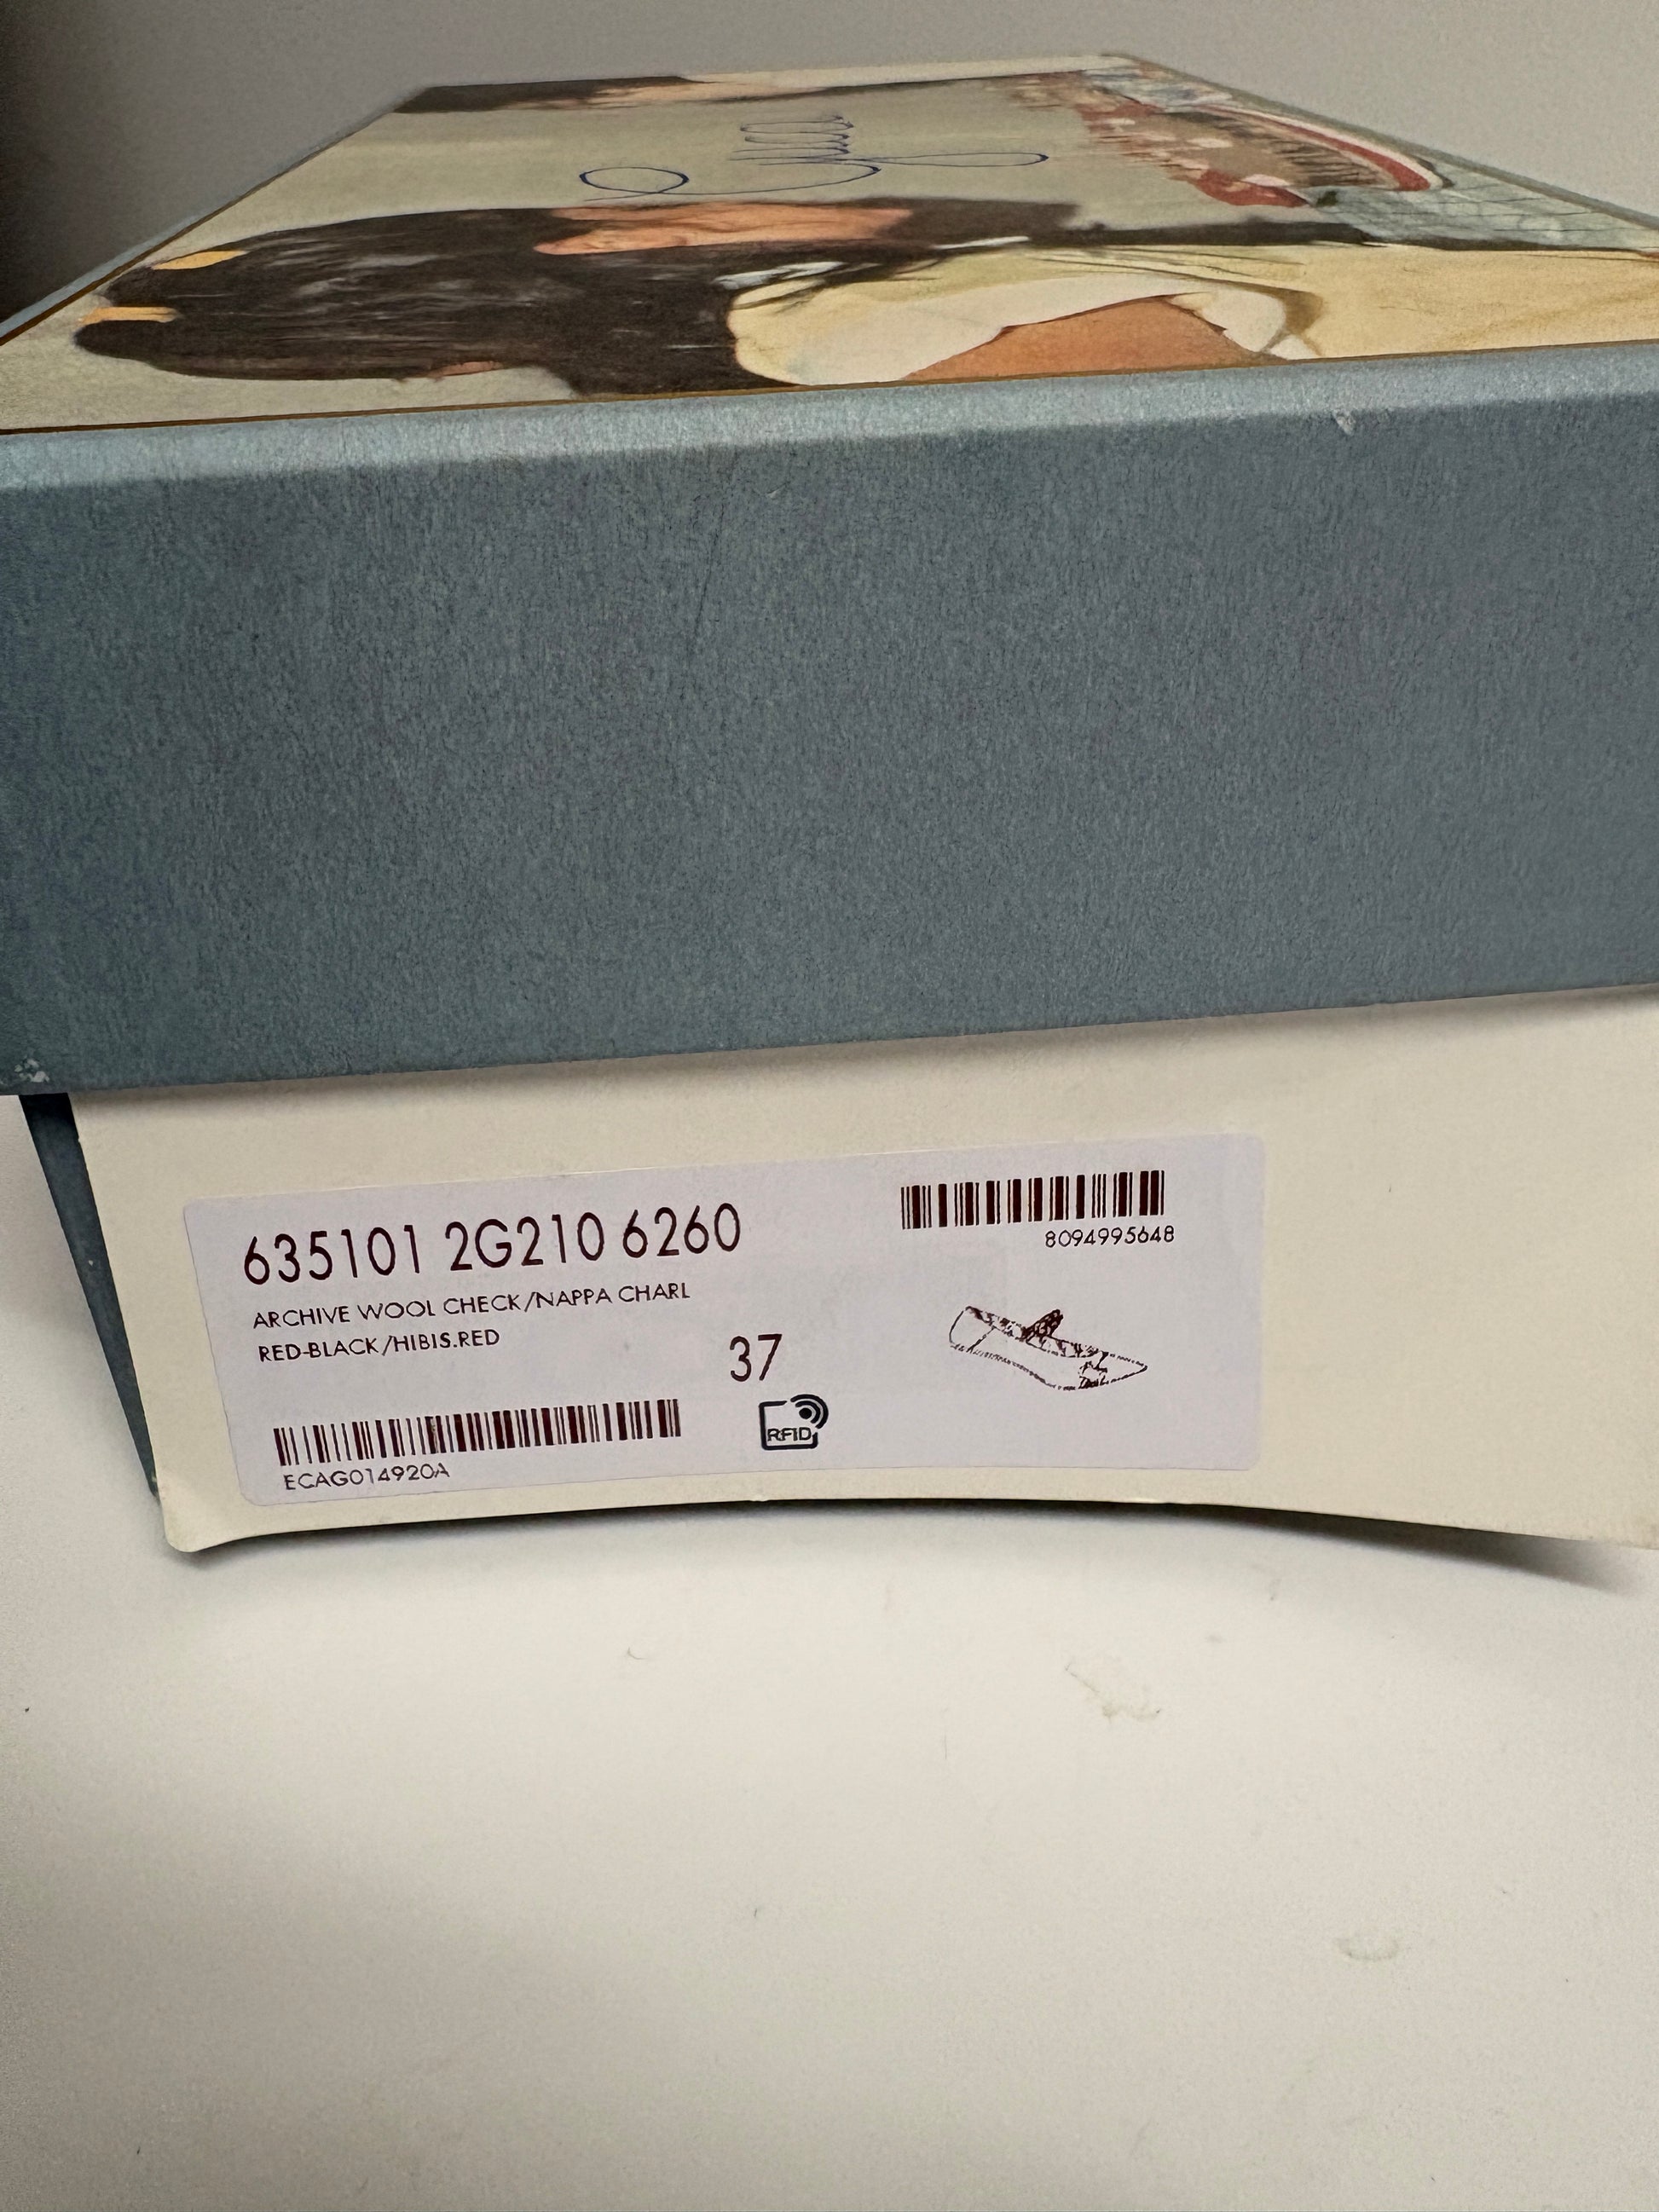 635101 2G210 6260
8094995648
ARCHIVE WOOL CHECK/NAPPA CHARL
RED-BLACK/HIBIS.RED
37
RFID
ECAG014920A